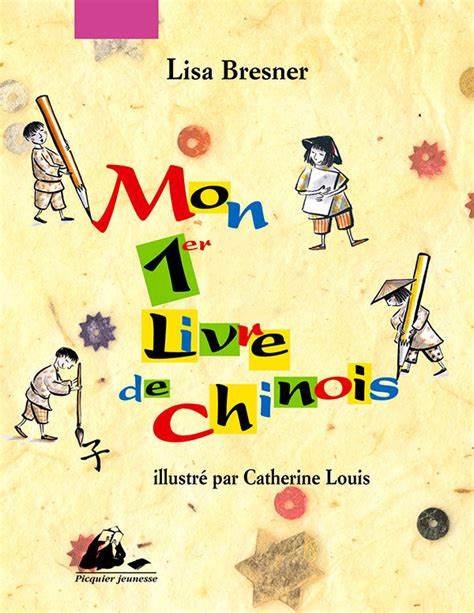 Lisa Bresner
Mon
1er
Livre
de Chinois
子
illustré par Catherine Louis
Picquier jeunesse